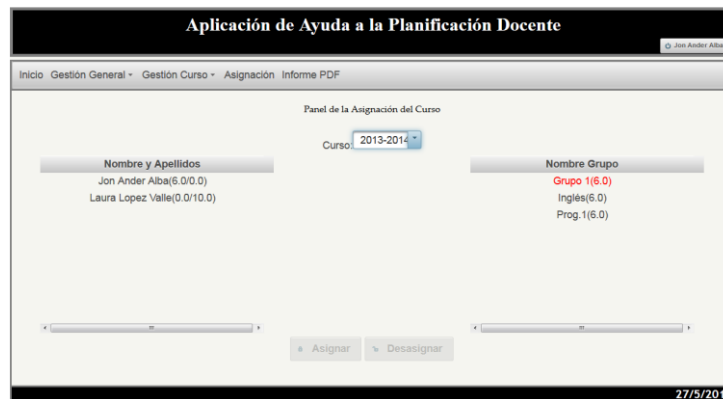 Aplicación de Ayuda a la Planificación Docente
Jon Ander Alba
Inicio Gestión General Gestión Curso Asignación Informe PDF
Panel de la Asignación del Curso
Curso: 2013-2014
Nombre y Apellidos
Jon Ander Alba(6.0/0.0)
Laura Lopez Valle(0.0/10.0)
Nombre Grupo
Grupo 1(6.0)
Inglés(6.0)
Prog.1(6.0)
Asignar Desasignar
27/5/201